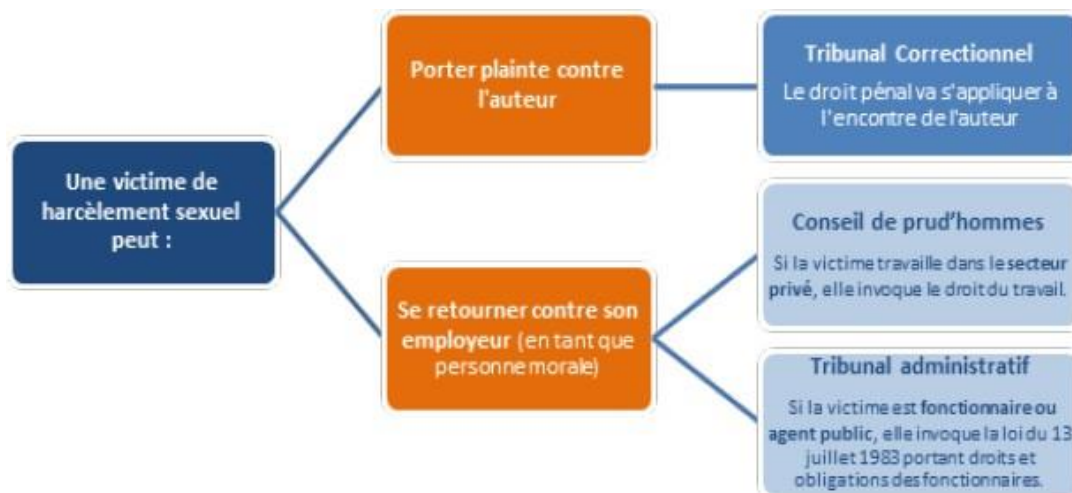 Une victime de
harcèlement sexuel
peut :
Porter plainte contre
l'auteur
Tribunal Correctionnel
Le droit pénal va s'appliquer à
l'encontre de l'auteur
Se retourner contre son
employeur (en tant que
personne morale)
Conseil de prud'hommes
Si la victime travaille dans le secteur
privé, elle invoque le droit du travail.
Tribunal administratif
Si la victime est fonctionnaire ou
agent public, elle invoque la loi du 13
juillet 1983 portant droits et
obligations des fonctionnaires.